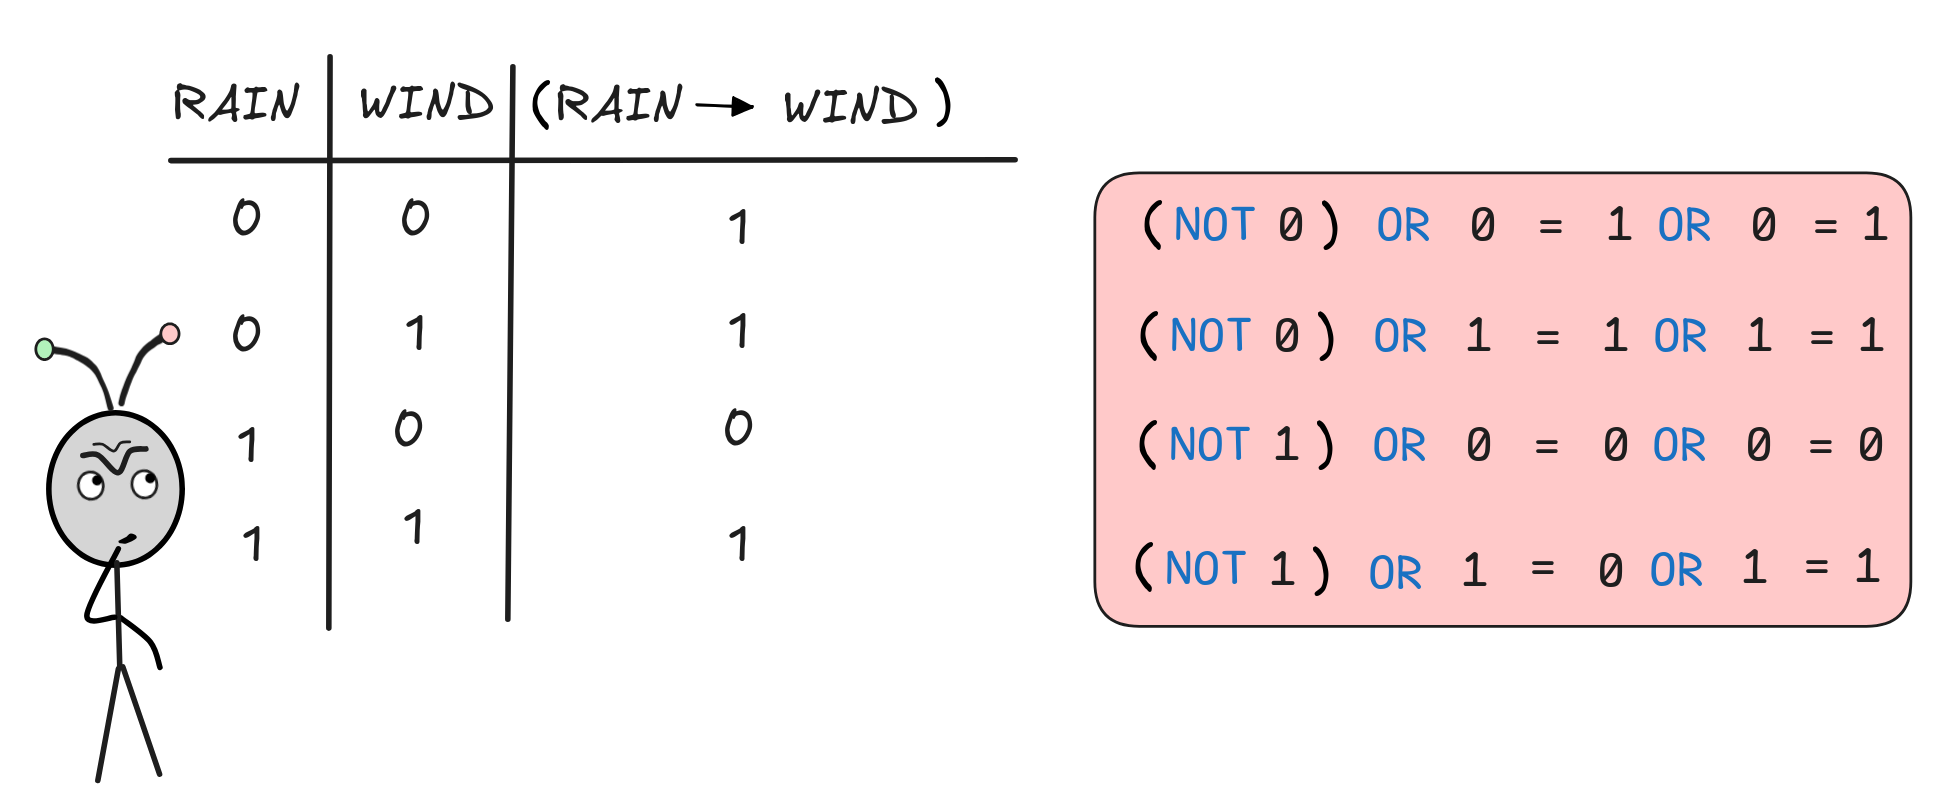 RAIN WIND (RAIN → WIND)
0 0 1
0 1 1
1 0 0
1 1 1
(NOT 0) OR 0 = 1 OR 0 = 1
(NOT 0) OR 1 = 1 OR 1 = 1
(NOT 1) OR 0 = 0 OR 0 = 0
(NOT 1) OR 1 = 0 OR 1 = 1